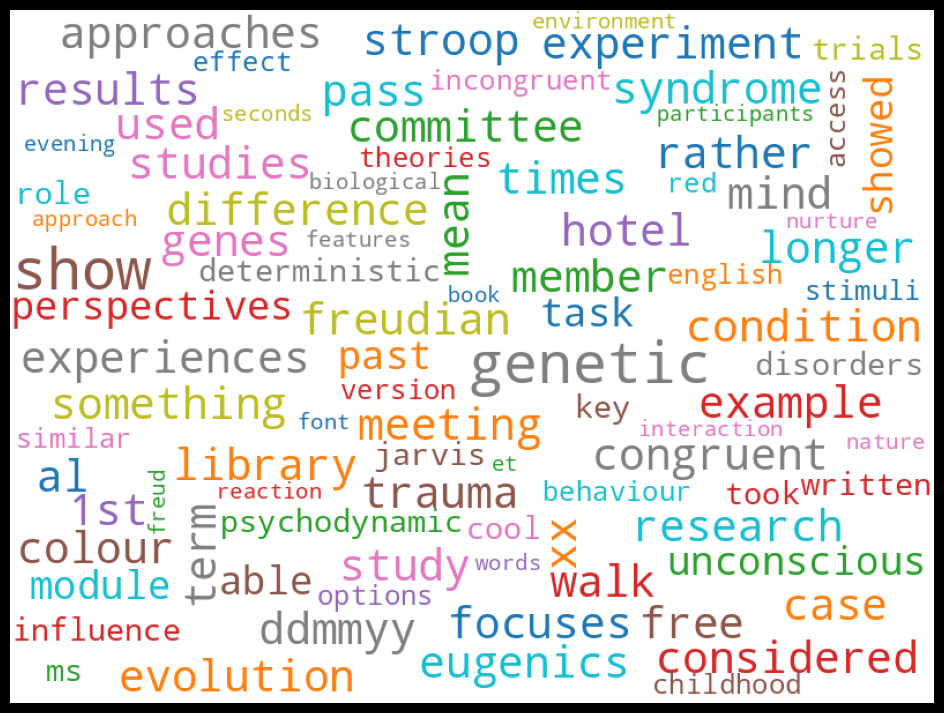 environment
approaches stroop experiment trials
effect
results pass incongruent syndrome access showed
used seconds committee participants
evening studies theories rather
role biological mean times red mind
approach difference nurture
genes features hotel longer
show deterministic member english
perspectives book stimuli
freudian task condition
experiences past genetic disorders
something version key example
font meeting interaction
similar jarvis congruent nature
al library et
reaction trauma behaviour took written
1st freud term psychodynamic cool xx research
colour study words unconscious
module able options walk
influence ddmmyy focuses free case
ms evolution eugenics considered
childhood